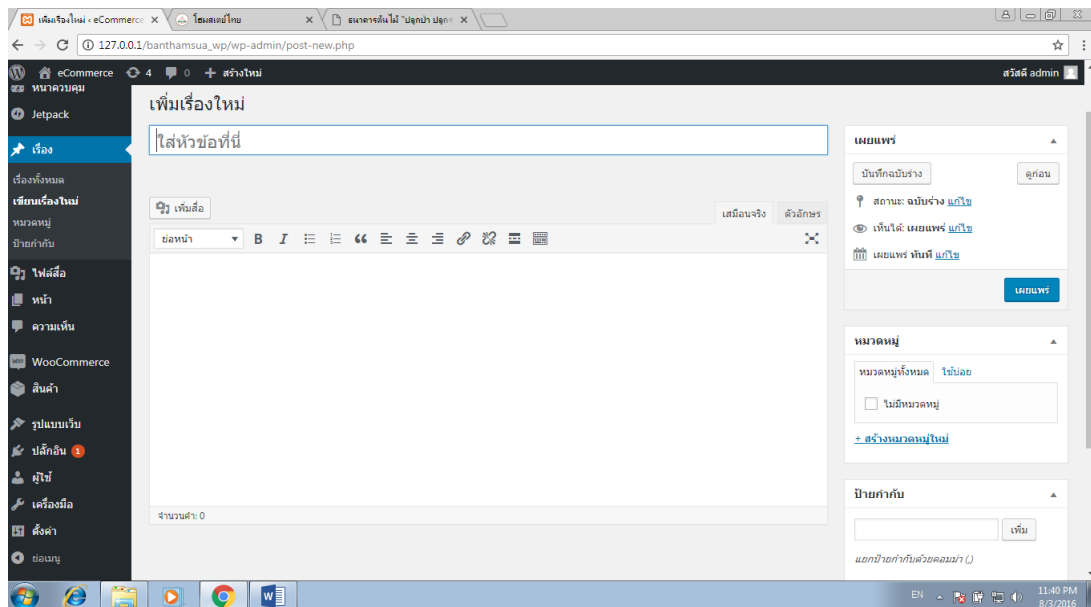 เพิ่มเรื่องใหม่ ‹ eCommerce
โฮมสเตย์ไทย
ธนาคารต้นไม้ "ปลูกป่า ปลูกร
127.0.0.1/banthamsua_wp/wp-admin/post-new.php
eCommerce 4 0 + สร้างใหม่
สวัสดี admin
หน้าควบคุม
Jetpack
เรื่อง
เรื่องทั้งหมด
เขียนเรื่องใหม่
หมวดหมู่
ป้ายกำกับ
ไฟล์สื่อ
หน้า
ความเห็น
WooCommerce
สินค้า
รูปแบบเว็บ
ปลั๊กอิน 1
ผู้ใช้
เครื่องมือ
ตั้งค่า
ย่อเมนู
เพิ่มเรื่องใหม่
ใส่หัวข้อที่นี่
เพิ่มสื่อ
เสมือนจริง ตัวอักษร
ย่อหน้า B I
จำนวนคำ: 0
เผยแพร่
บันทึกฉบับร่าง ดูก่อน
สถานะ: ฉบับร่าง แก้ไข
เห็นได้: เผยแพร่ แก้ไข
เผยแพร่ ทันที แก้ไข
เผยแพร่
หมวดหมู่
หมวดหมู่ทั้งหมด ใช้บ่อย
ไม่มีหมวดหมู่
+ สร้างหมวดหมู่ใหม่
ป้ายกำกับ
เพิ่ม
แยกป้ายกำกับด้วยคอมม่า (,)
EN
11:40 PM
8/3/2016